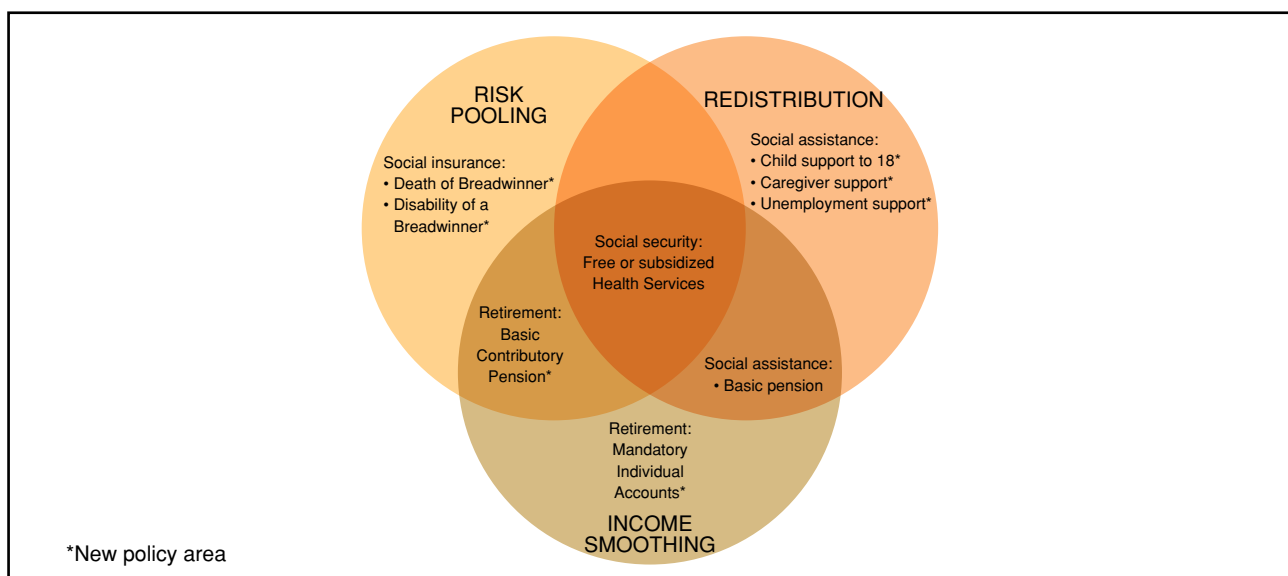 RISK
POOLING
Social insurance:
• Death of Breadwinner*
• Disability of a
Breadwinner*
REDISTRIBUTION
Social assistance:
• Child support to 18*
• Caregiver support*
• Unemployment support*
Social security:
Free or subsidized
Health Services
Retirement:
Basic
Contributory
Pension*
Social assistance:
• Basic pension
Retirement:
Mandatory
Individual
Accounts*
INCOME
SMOOTHING
*New policy area